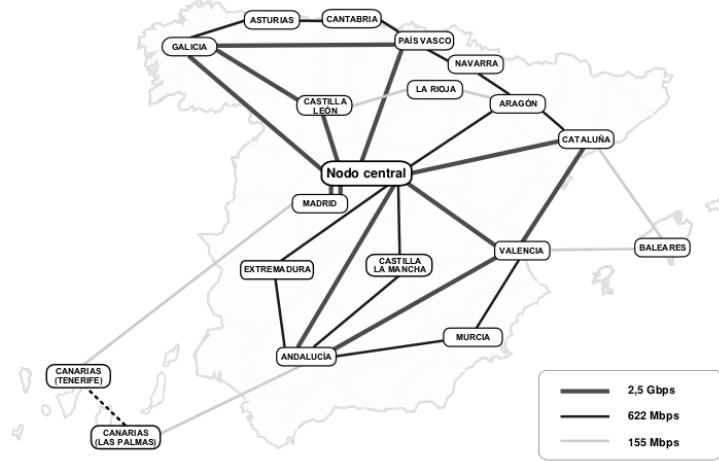 ASTURIAS
CANTABRIA
GALICIA
PAÍS VASCO
NAVARRA
LA RIOJA
CASTILLA
LEÓN
ARAGÓN
CATALUÑA
Nodo central
MADRID
EXTREMADURA
CASTILLA
LA MANCHA
VALENCIA
BALEARES
MURCIA
ANDALUCÍA
CANARIAS
(TENERIFE)
CANARIAS
(LAS PALMAS)
2,5 Gbps
622 Mbps
155 Mbps